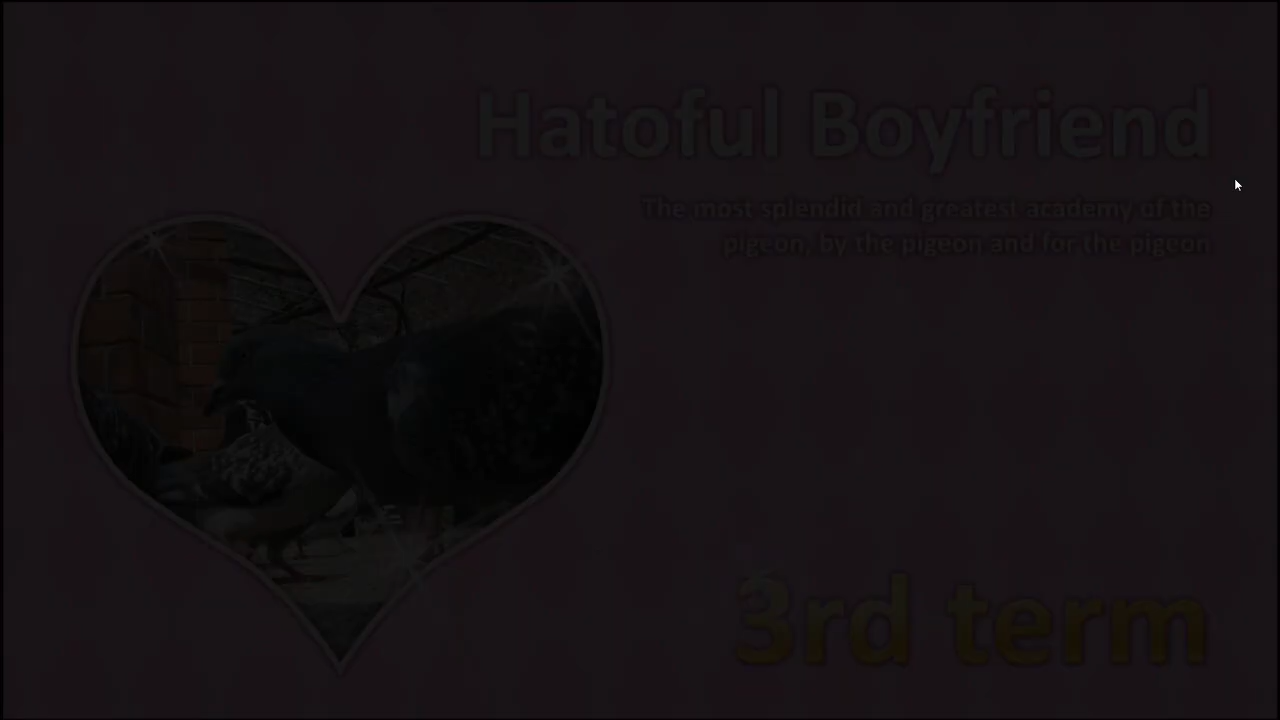 Hatoful Boyfriend
The most splendid and greatest academy of the
pigeon, by the pigeon and for the pigeon
3rd term